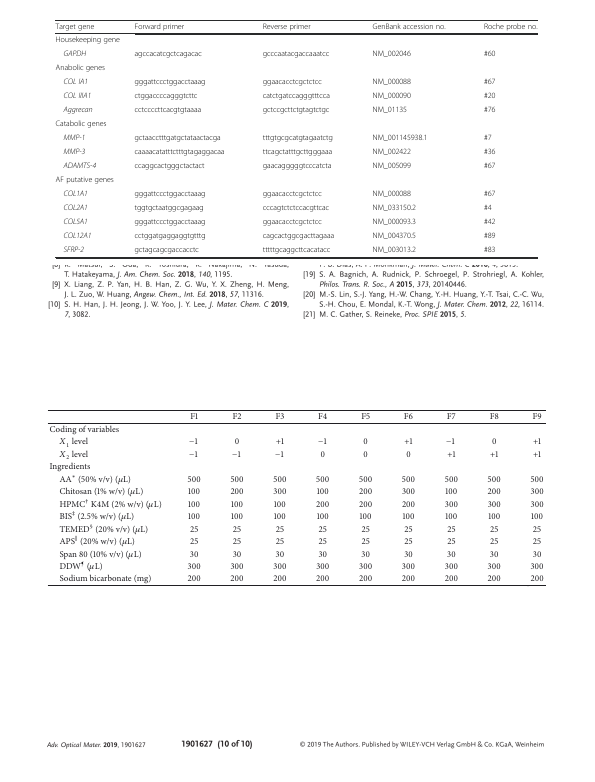 Target gene Forward primer Reverse primer GenBank accession no. Roche probe no.
Housekeeping gene
GAPDH agccacatcgctcagacac gcccaatacgaccaaatcc NM_002046 #60
Anabolic genes
COL IA1 gggattccctggacctaaag ggaacacctcgctctcc NM_000088 #67
COL IIIA1 ctggaccccagggtcttc catctgatccagggtttcca NM_000090 #20
Aggrecan cctccccttcacgtgtaaaa gctccgcttctgtagtctgc NM_01135 #76
Catabolic genes
MMP-1 gctaacctttgatgctataactacga tttgtgcgcatgtagaatctg NM_001145938.1 #7
MMP-3 caaaacatatttctttgtagaggacaa ttcagctatttgcttgggaaa NM_002422 #36
ADAMTS-4 ccaggcactgggctactact gaacagggggtcccatcta NM_005099 #67
AF putative genes
COL1A1 gggattccctggacctaaag ggaacacctcgctctcc NM_000088 #67
COL2A1 tggtgctaatggcgagaag cccagtctctccacgttcac NM_033150.2 #4
COL5A1 gggattccctggacctaaag ggaacacctcgctctcc NM_000093.3 #42
COL12A1 cctggatgaggaggtgtttg cagcactggcgacttagaaa NM_004370.5 #89
SFRP-2 gctagcagcgaccacctc tttttgcaggcttcacatacc NM_003013.2 #83
T. Hatakeyama, J. Am. Chem. Soc. 2018, 140, 1195.
[9] X. Liang, Z. P. Yan, H. B. Han, Z. G. Wu, Y. X. Zheng, H. Meng,
J. L. Zuo, W. Huang, Angew. Chem., Int. Ed. 2018, 57, 11316.
[10] S. H. Han, J. H. Jeong, J. W. Yoo, J. Y. Lee, J. Mater. Chem. C 2019,
7, 3082.
[19] S. A. Bagnich, A. Rudnick, P. Schroegel, P. Strohriegl, A. Kohler,
Philos. Trans. R. Soc., A 2015, 373, 20140446.
[20] M.-S. Lin, S.-J. Yang, H.-W. Chang, Y.-H. Huang, Y.-T. Tsai, C.-C. Wu,
S.-H. Chou, E. Mondal, K.-T. Wong, J. Mater. Chem. 2012, 22, 16114.
[21] M. C. Gather, S. Reineke, Proc. SPIE 2015, 5.
F1 F2 F3 F4 F5 F6 F7 F8 F9
Coding of variables
X1 level −1 0 +1 −1 0 +1 −1 0 +1
X2 level −1 −1 −1 0 0 0 +1 +1 +1
Ingredients
AA* (50% v/v) (μL) 500 500 500 500 500 500 500 500 500
Chitosan (1% w/v) (μL) 100 200 300 100 200 300 100 200 300
HPMC† K4M (2% w/v) (μL) 100 100 100 200 200 200 300 300 300
BIS‡ (2.5% w/v) (μL) 100 100 100 100 100 100 100 100 100
TEMED§ (20% v/v) (μL) 25 25 25 25 25 25 25 25 25
APS‖ (20% w/v) (μL) 25 25 25 25 25 25 25 25 25
Span 80 (10% v/v) (μL) 30 30 30 30 30 30 30 30 30
DDW¶ (μL) 300 300 300 300 300 300 300 300 300
Sodium bicarbonate (mg) 200 200 200 200 200 200 200 200 200
Adv. Optical Mater. 2019, 1901627 1901627 (10 of 10) © 2019 The Authors. Published by WILEY-VCH Verlag GmbH & Co. KGaA, Weinheim